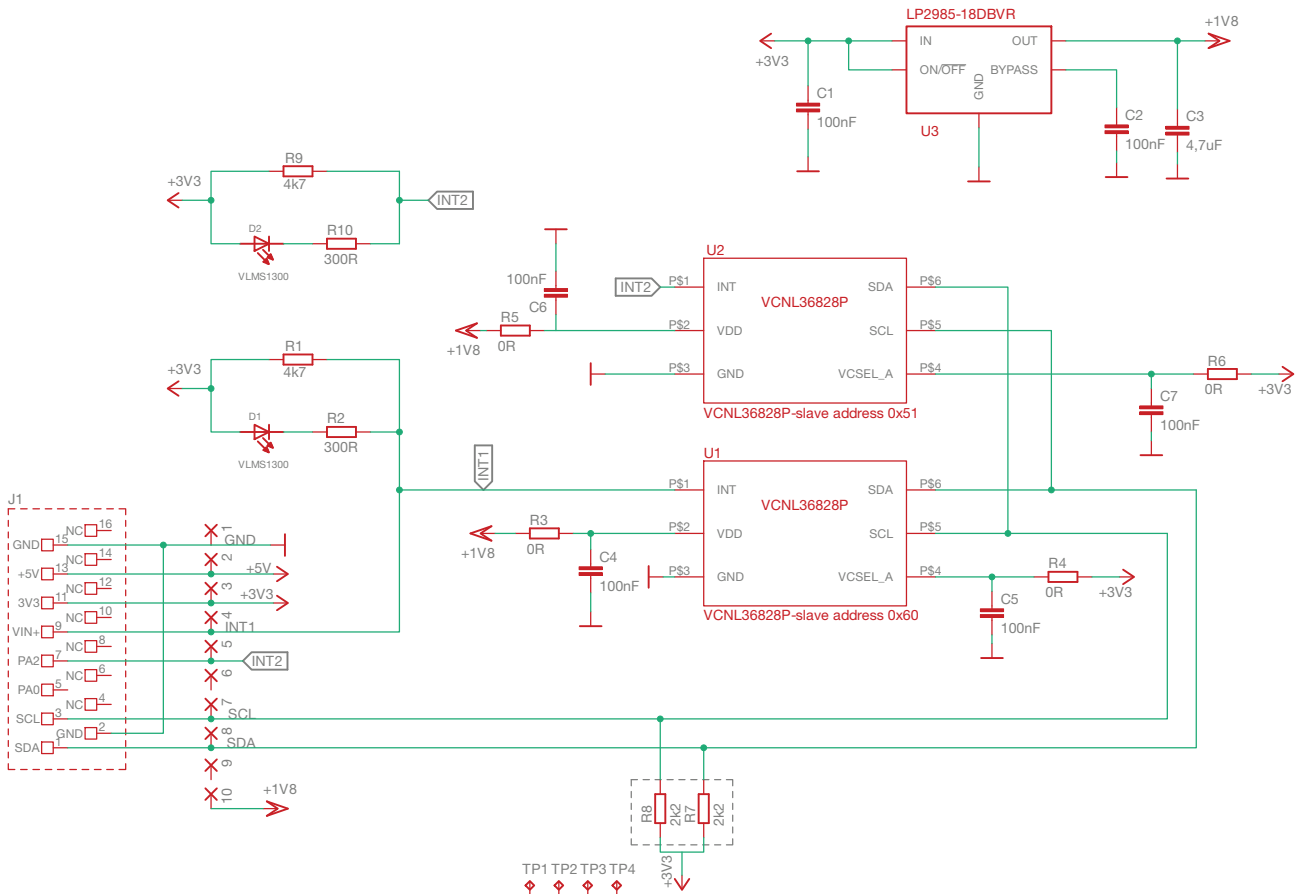 LP2985-18DBVR
+1V8
IN OUT
+3V3
ON/OFF BYPASS
GND
C1
100nF
U3
C2
100nF
C3
4,7uF
R9
4k7
+3V3
INT2
D2
R10
300R
VLMS1300
U2
100nF
C6
INT2
P$1 INT SDA P$6
VCNL36828P
R5
0R
+1V8
P$2 VDD SCL P$5
P$3 GND VCSEL_A P$4
VCNL36828P-slave address 0x51
R6
0R
+3V3
C7
100nF
R1
4k7
+3V3
D1
R2
300R
VLMS1300
INT1
U1
P$1 INT SDA P$6
VCNL36828P
R3
0R
+1V8
P$2 VDD SCL P$5
C4
100nF
P$3 GND VCSEL_A P$4
VCNL36828P-slave address 0x60
R4
0R
+3V3
C5
100nF
J1
NC 16
GND 15
NC 14
+5V 13
NC 12
3V3 11
NC 10
VIN+ 9
NC 8
PA2 7
NC 6
PA0 5
NC 4
SCL 3
GND 2
SDA 1
1
GND
2
+5V
3
+3V3
4
INT1
5
INT2
6
7
SCL
8
SDA
9
10
+1V8
R8
2k2
R7
2k2
+3V3
TP1 TP2 TP3 TP4